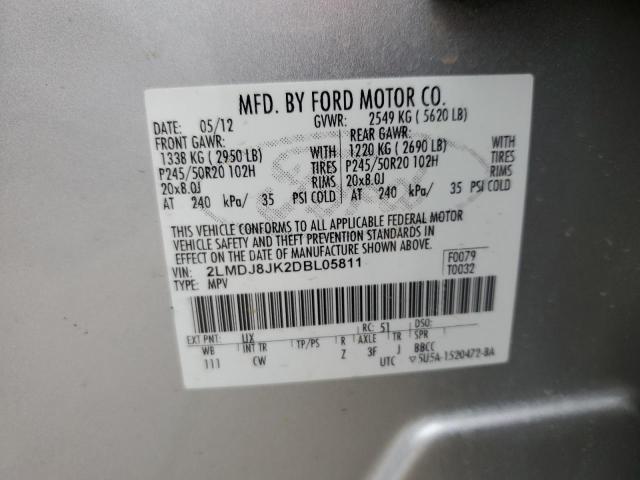 MFD. BY FORD MOTOR CO.
DATE: 05/12 GVWR: 2549 KG ( 5620 LB)
FRONT GAWR: REAR GAWR:
1338 KG ( 2950 LB) WITH 1220 KG ( 2690 LB) WITH
P245/50R20 102H TIRES P245/50R20 102H TIRES
20x8.0J RIMS 20x8.0J RIMS
AT 240 kPa/ 35 PSI COLD AT 240 kPa/ 35 PSI COLD
THIS VEHICLE CONFORMS TO ALL APPLICABLE FEDERAL MOTOR
VEHICLE SAFETY AND THEFT PREVENTION STANDARDS IN
EFFECT ON THE DATE OF MANUFACTURE SHOWN ABOVE.
VIN: 2LMDJ8JK2DBL05811 F0079
TYPE: MPV T0032
EXT PNT: UX RC: 51 DSO:
WB INT TR TP/PS R AXLE TR SPR
111 CW Z 3F J BBCC
UTC ▽5U5A-1520472-BA